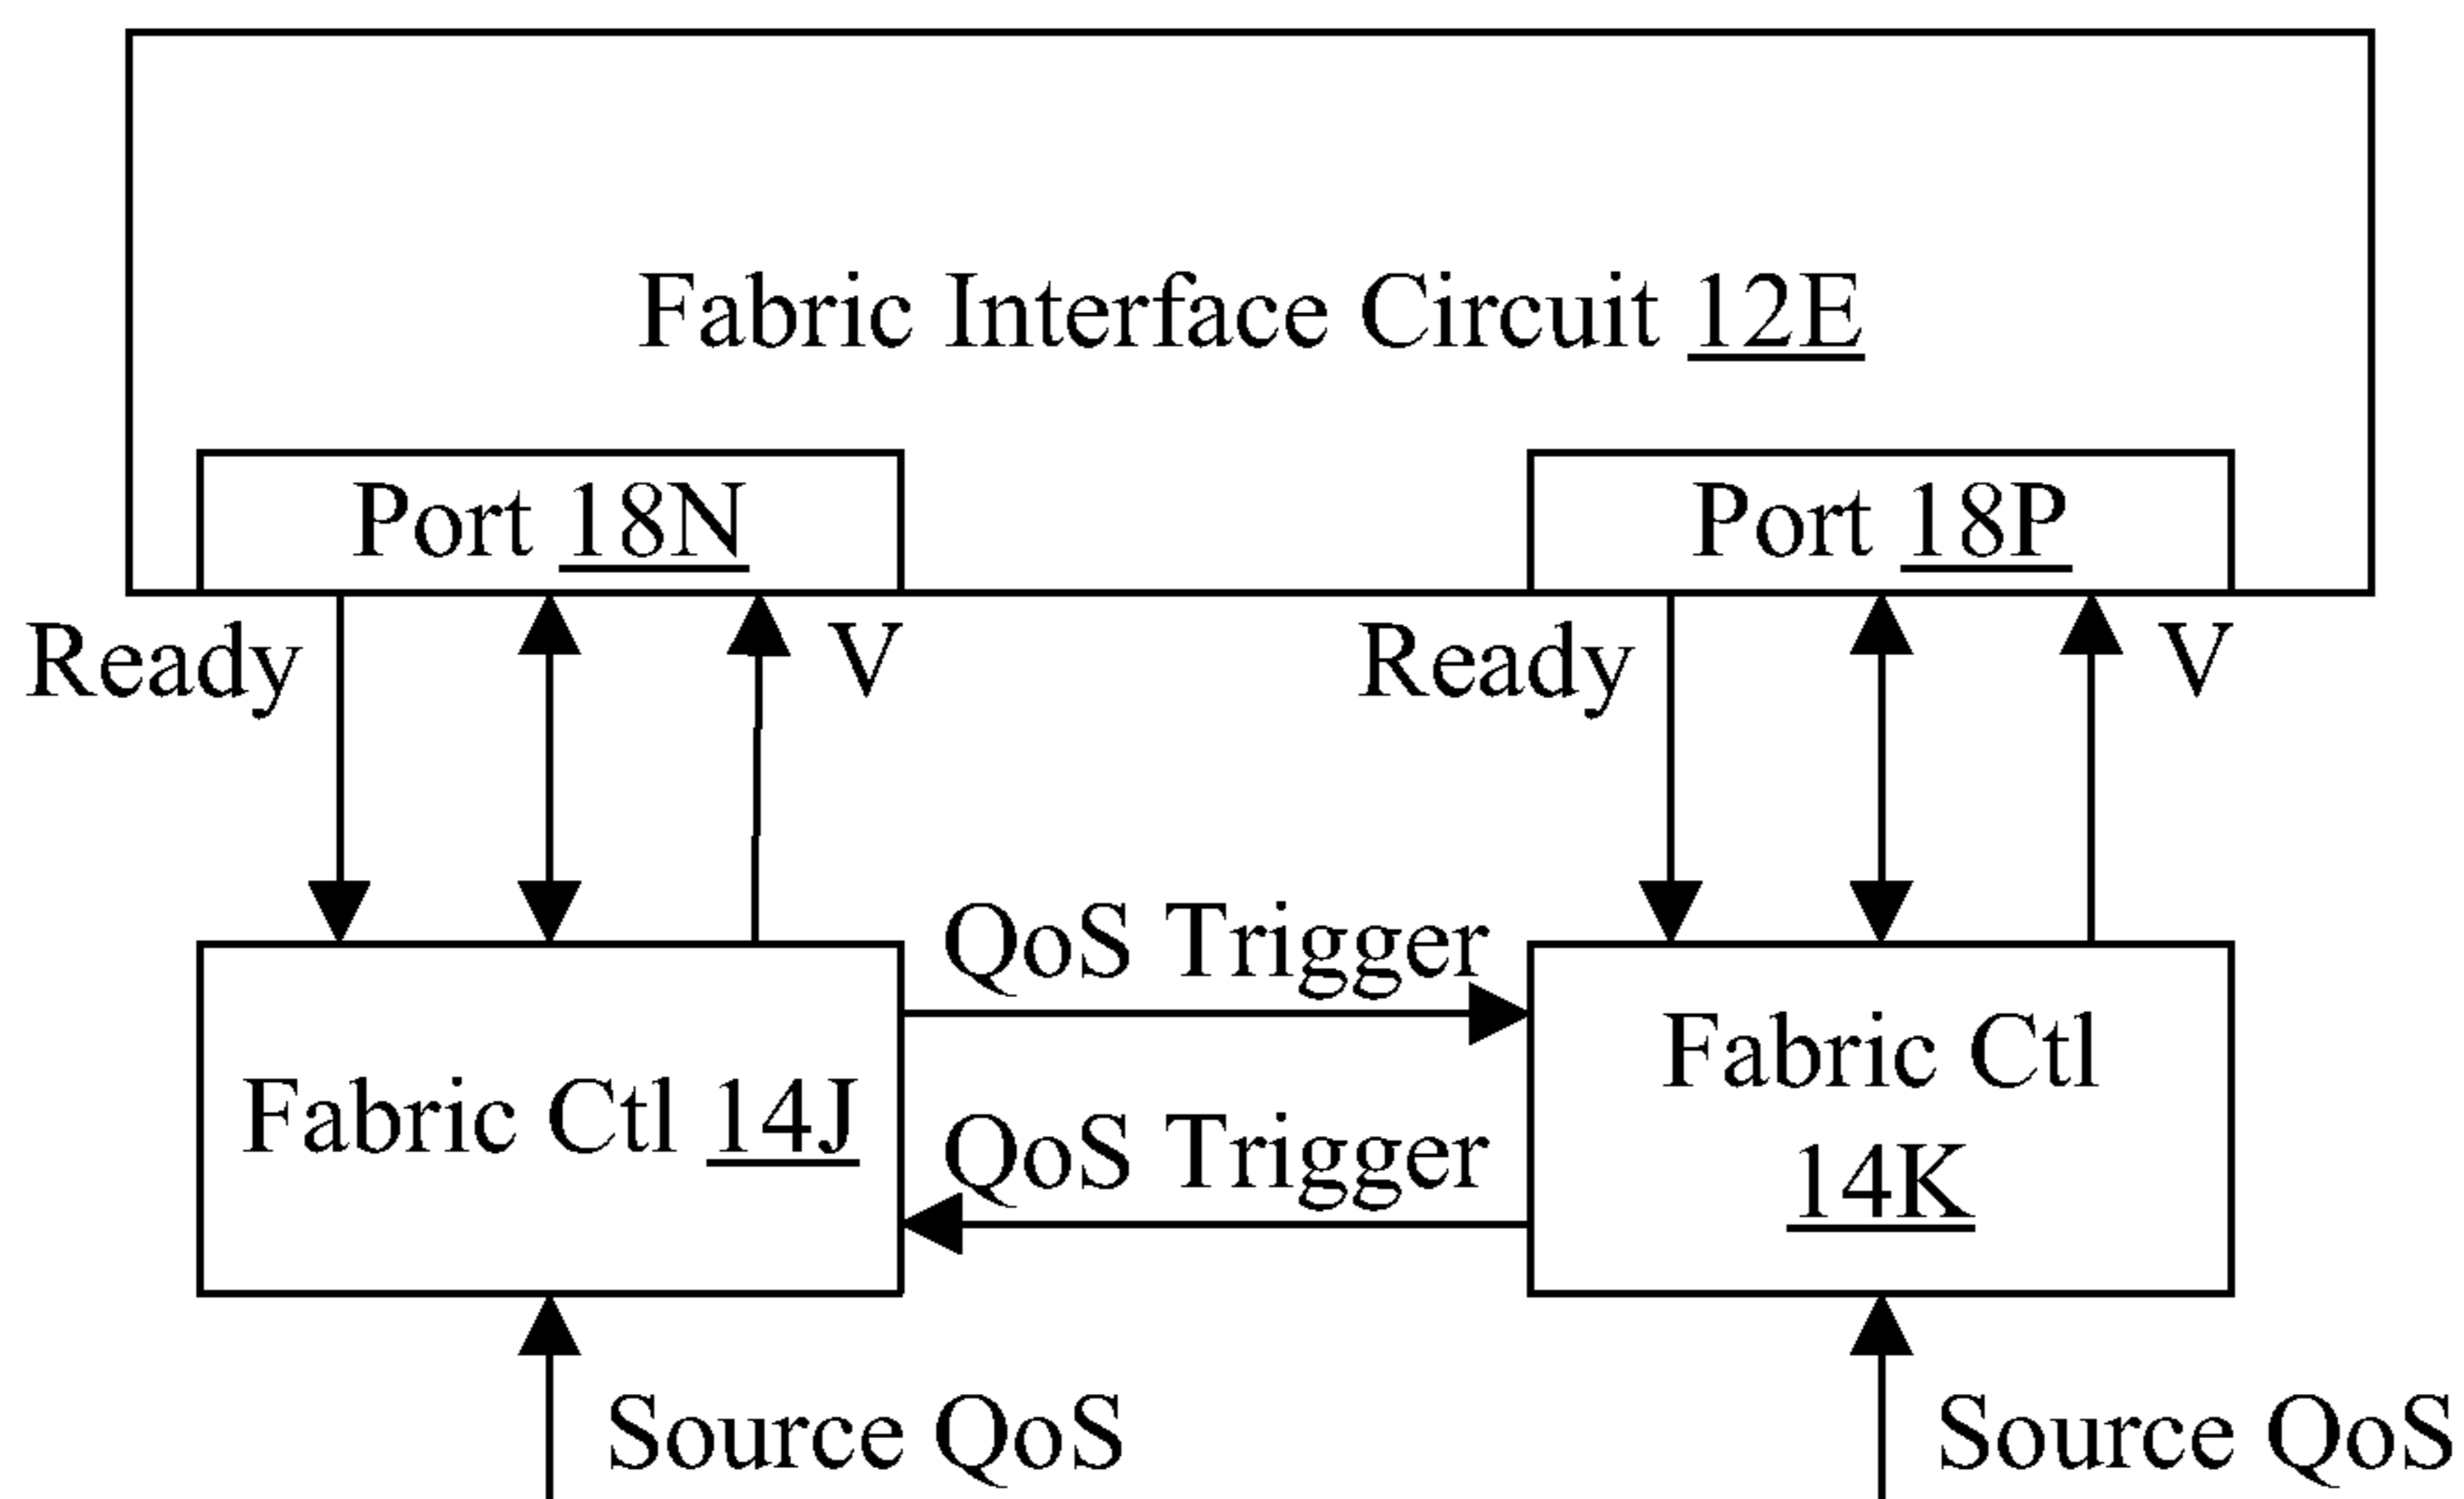 Fabric Interface Circuit 12E
Port 18N
Port 18P
Ready
V
Ready
V
QoS Trigger
Fabric Ctl 14J
QoS Trigger
Fabric Ctl
14K
Source QoS
Source QoS